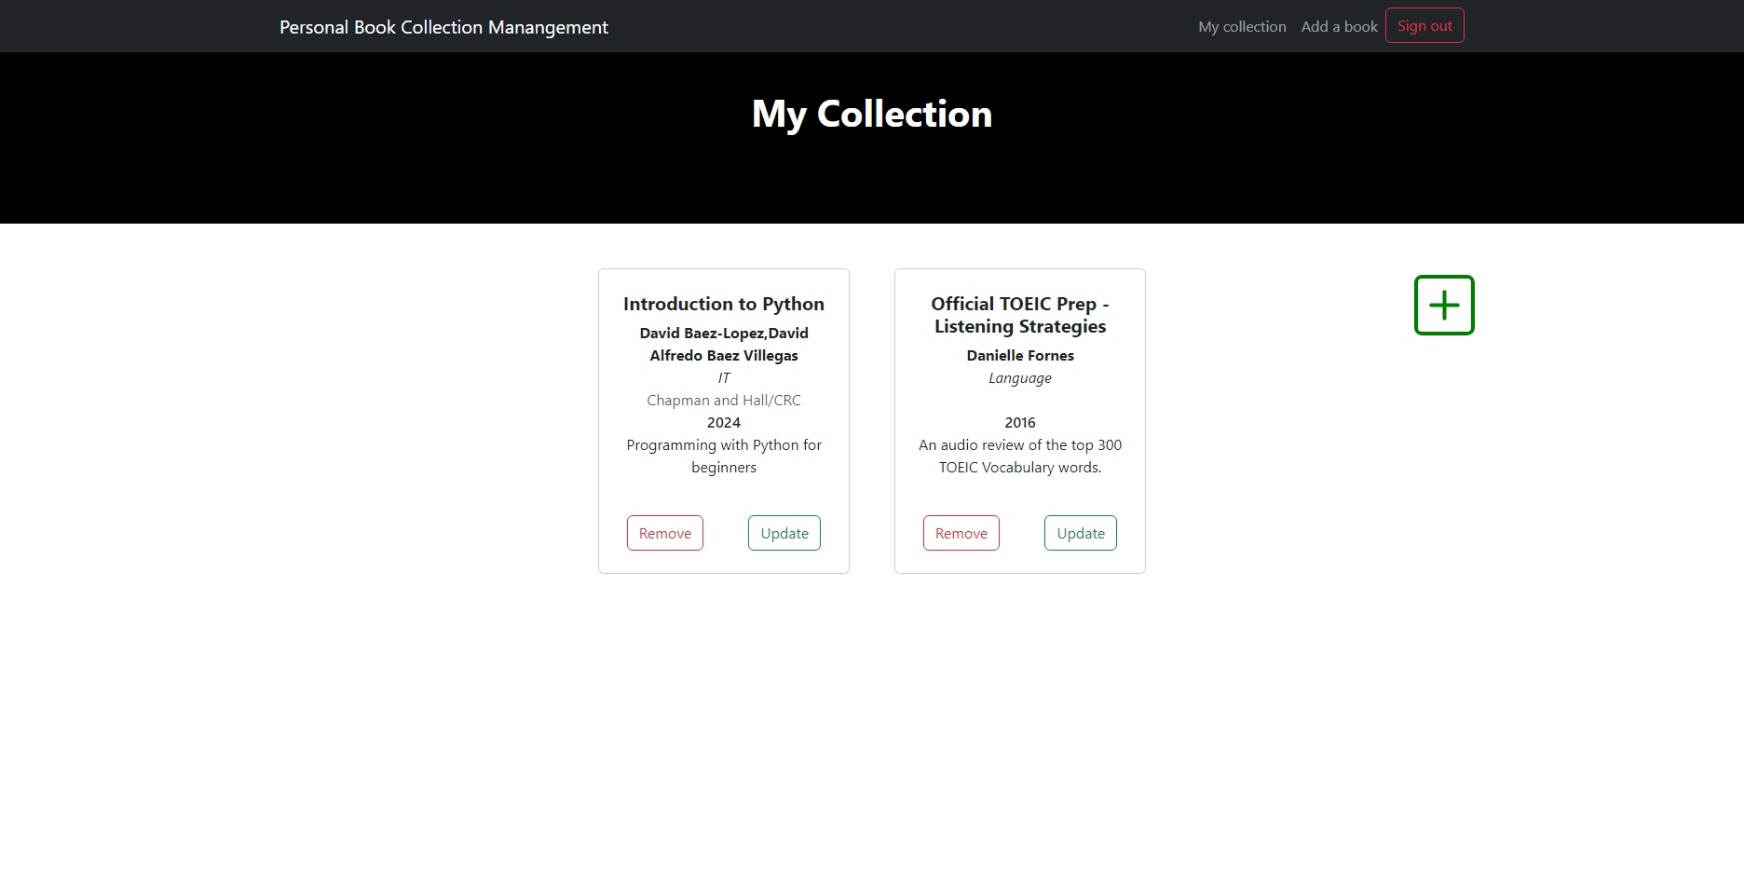 Personal Book Collection Manangement
My collection
Add a book
Sign out
My Collection
Introduction to Python
David Baez-Lopez,David
Alfredo Baez Villegas
IT
Chapman and Hall/CRC
2024
Programming with Python for
beginners
Remove
Update
Official TOEIC Prep -
Listening Strategies
Danielle Fornes
Language
2016
An audio review of the top 300
TOEIC Vocabulary words.
Remove
Update